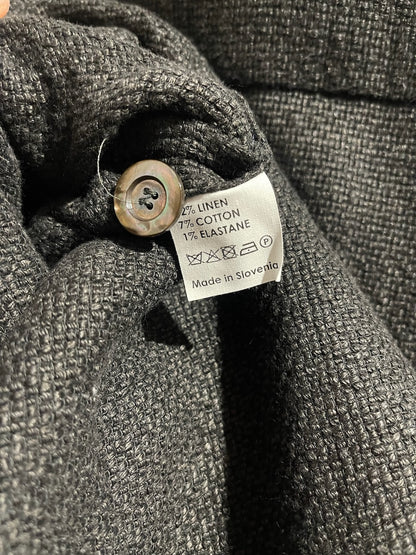 2% LINEN
7% COTTON
1% ELASTANE
P
Made in Slovenia